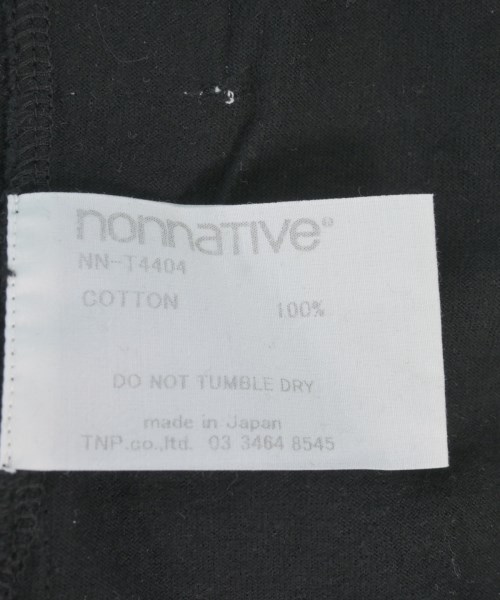 nonnaTIVe®
NN-T4404
COTTON 100%
DO NOT TUMBLE DRY
made in Japan
TNP.co.,ltd. 03 3464 8545